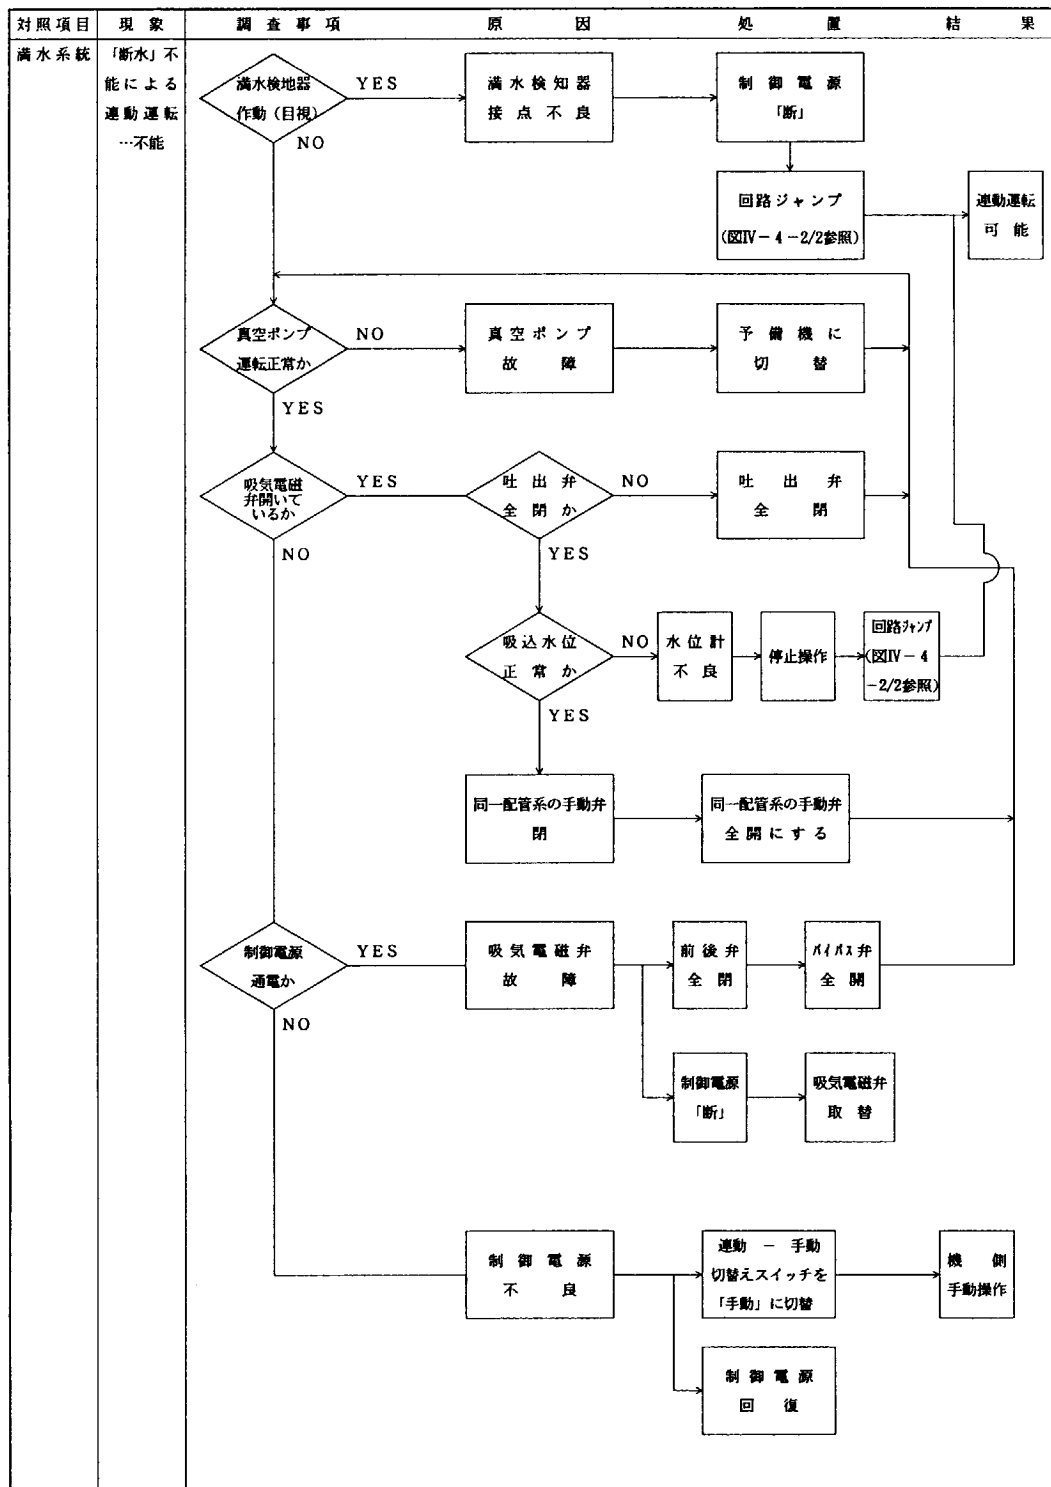 対照項目 現象 調査事項 原因 処置 結果
満水系統
「断水」不
能による
連動運転
…不能
満水検地器
作動(目視)
YES
NO
満水検知器
接点不良
制御電源
「断」
回路ジャンプ
(図Ⅳ-4-2/2参照)
連動運転
可能
真空ポンプ
運転正常か
NO
YES
真空ポンプ
故障
予備機に
切替
吸気電磁
弁開いて
いるか
YES
NO
吐出弁
全閉か
NO
YES
吐出弁
全閉
吸込水位
正常か
NO
YES
水位計
不良
停止操作
回路ジャンプ
(図Ⅳ-4
-2/2参照)
同一配管系の手動弁
閉
同一配管系の手動弁
全開にする
制御電源
通電か
YES
NO
吸気電磁弁
故障
前後弁
全閉
バイパス弁
全開
制御電源
「断」
吸気電磁弁
取替
制御電源
不良
連動-手動
切替えスイッチを
「手動」に切替
機側
手動操作
制御電源
回復